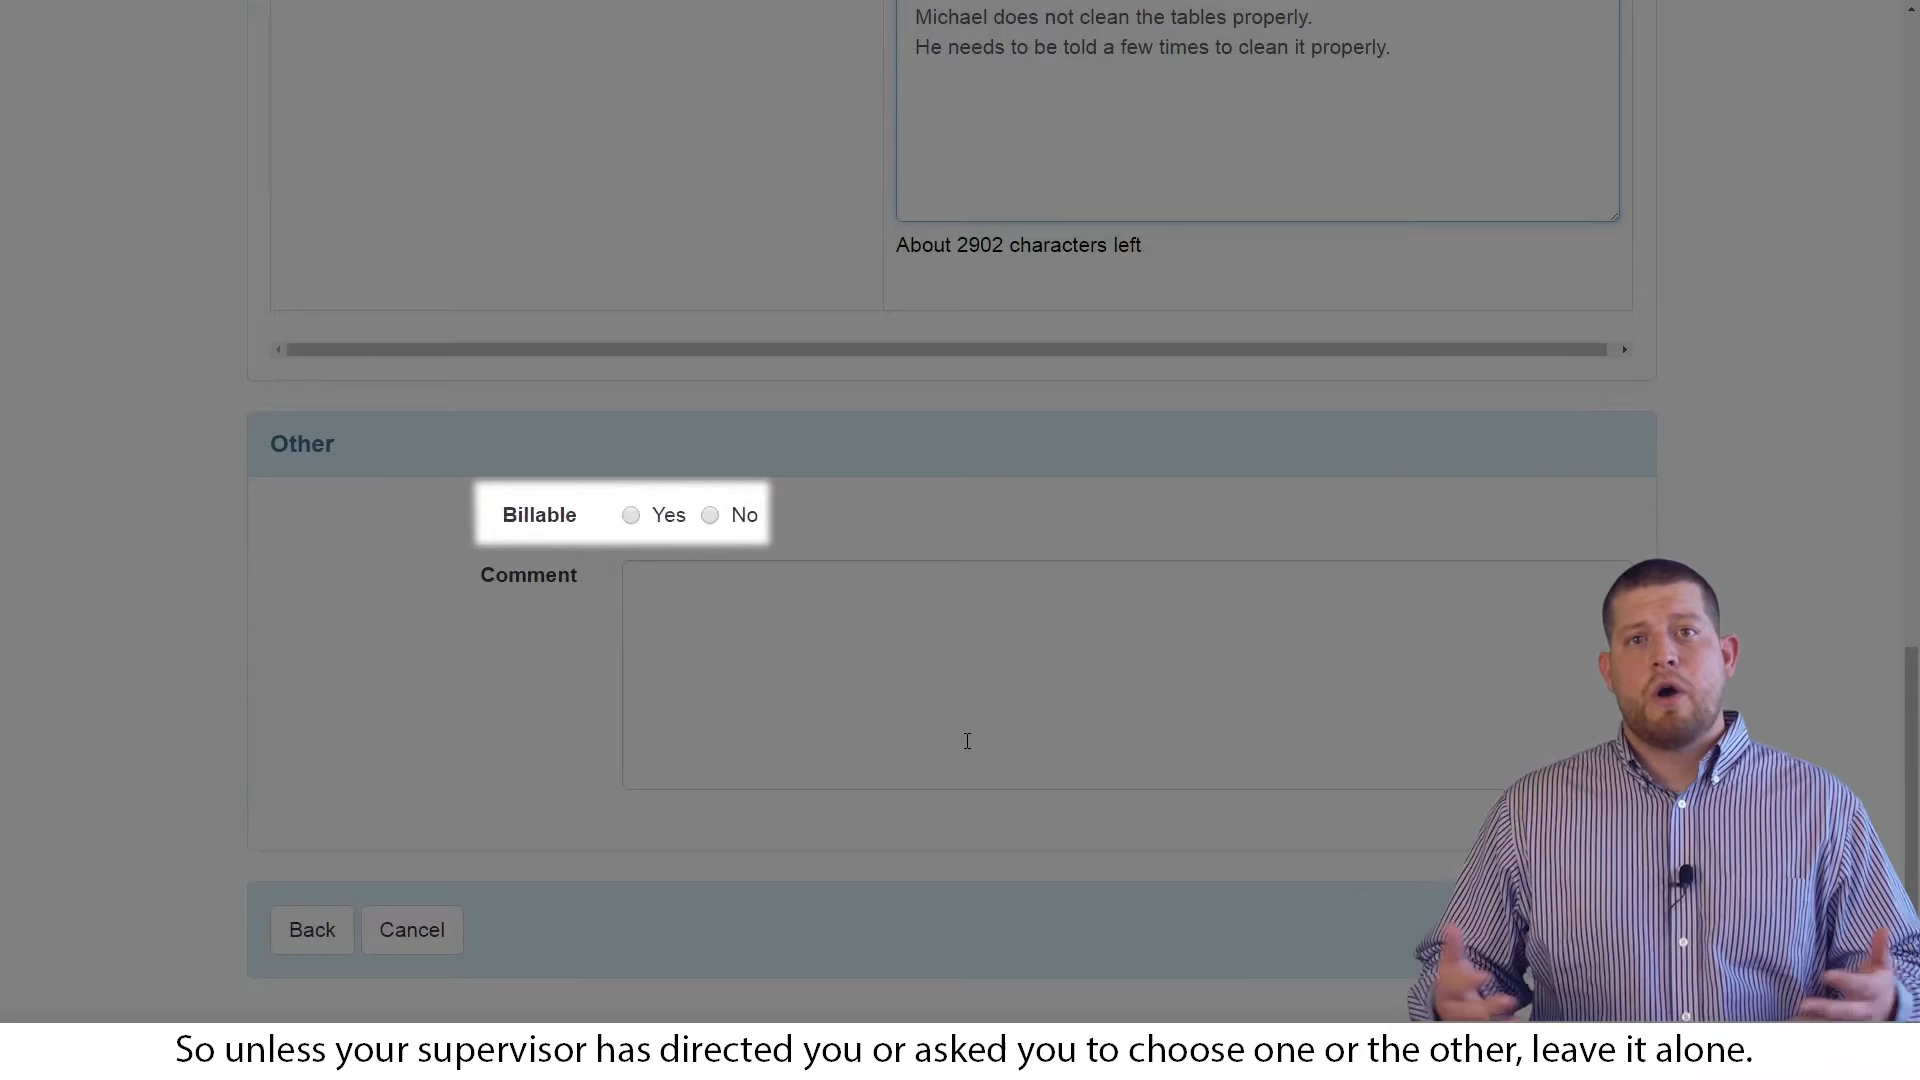 Michael does not clean the tables properly.
He needs to be told a few times to clean it properly.
About 2902 characters left
Other
Billable Yes No
Comment
Back Cancel
So unless your supervisor has directed you or asked you to choose one or the other, leave it alone.